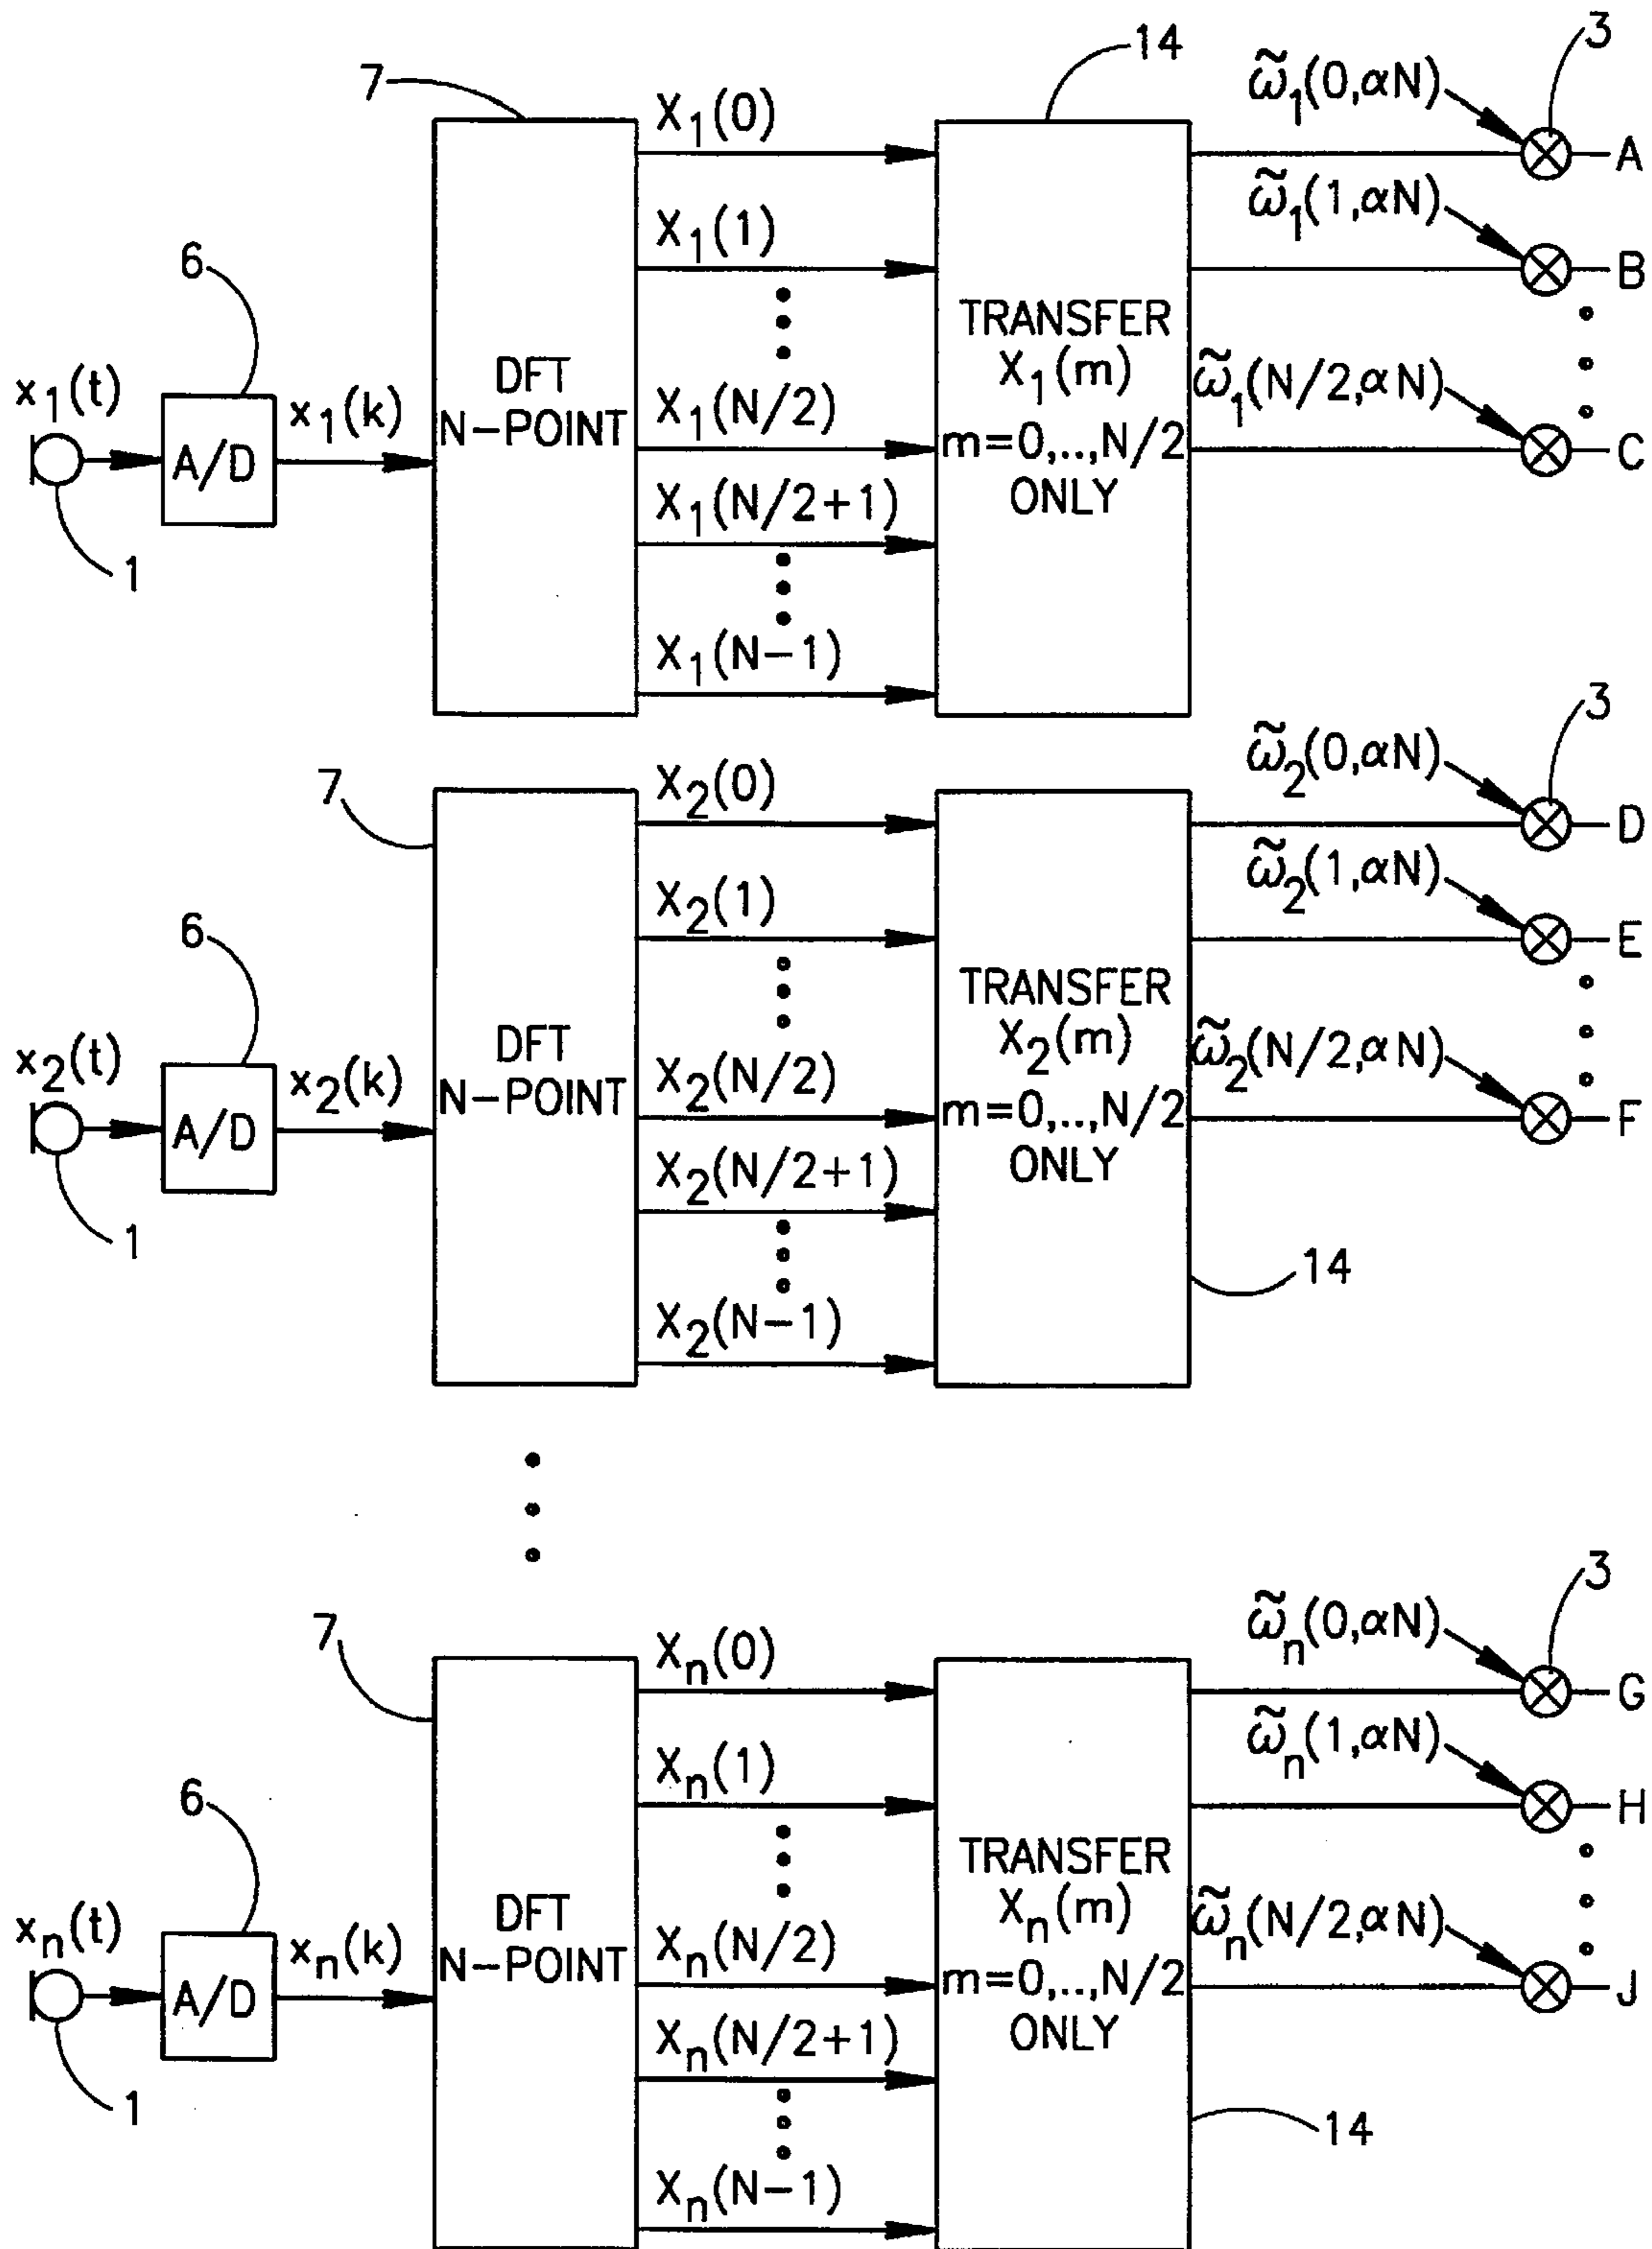 14
3
7
X₁(0)
ω̃₁(0,αN)
A
X₁(1)
ω̃₁(1,αN)
B
6
x₁(t)
A/D
x₁(k)
DFT
N-POINT
TRANSFER
X₁(m)
m=0,..,N/2
ONLY
X₁(N/2)
ω̃₁(N/2,αN)
C
X₁(N/2+1)
1
X₁(N-1)
3
7
X₂(0)
ω̃₂(0,αN)
D
X₂(1)
ω̃₂(1,αN)
E
6
x₂(t)
A/D
x₂(k)
DFT
N-POINT
TRANSFER
X₂(m)
m=0,..,N/2
ONLY
X₂(N/2)
ω̃₂(N/2,αN)
F
X₂(N/2+1)
1
14
X₂(N-1)
3
7
Xₙ(0)
ω̃ₙ(0,αN)
G
Xₙ(1)
ω̃ₙ(1,αN)
H
6
xₙ(t)
A/D
xₙ(k)
DFT
N-POINT
TRANSFER
Xₙ(m)
m=0,..,N/2
ONLY
Xₙ(N/2)
ω̃ₙ(N/2,αN)
J
Xₙ(N/2+1)
1
14
Xₙ(N-1)